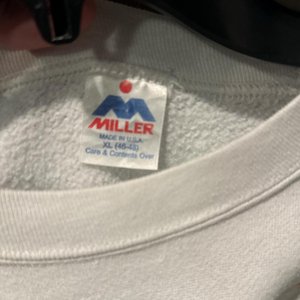 MILLER
MADE IN U.S.A.
XL (46-48)
Care & Contents Over